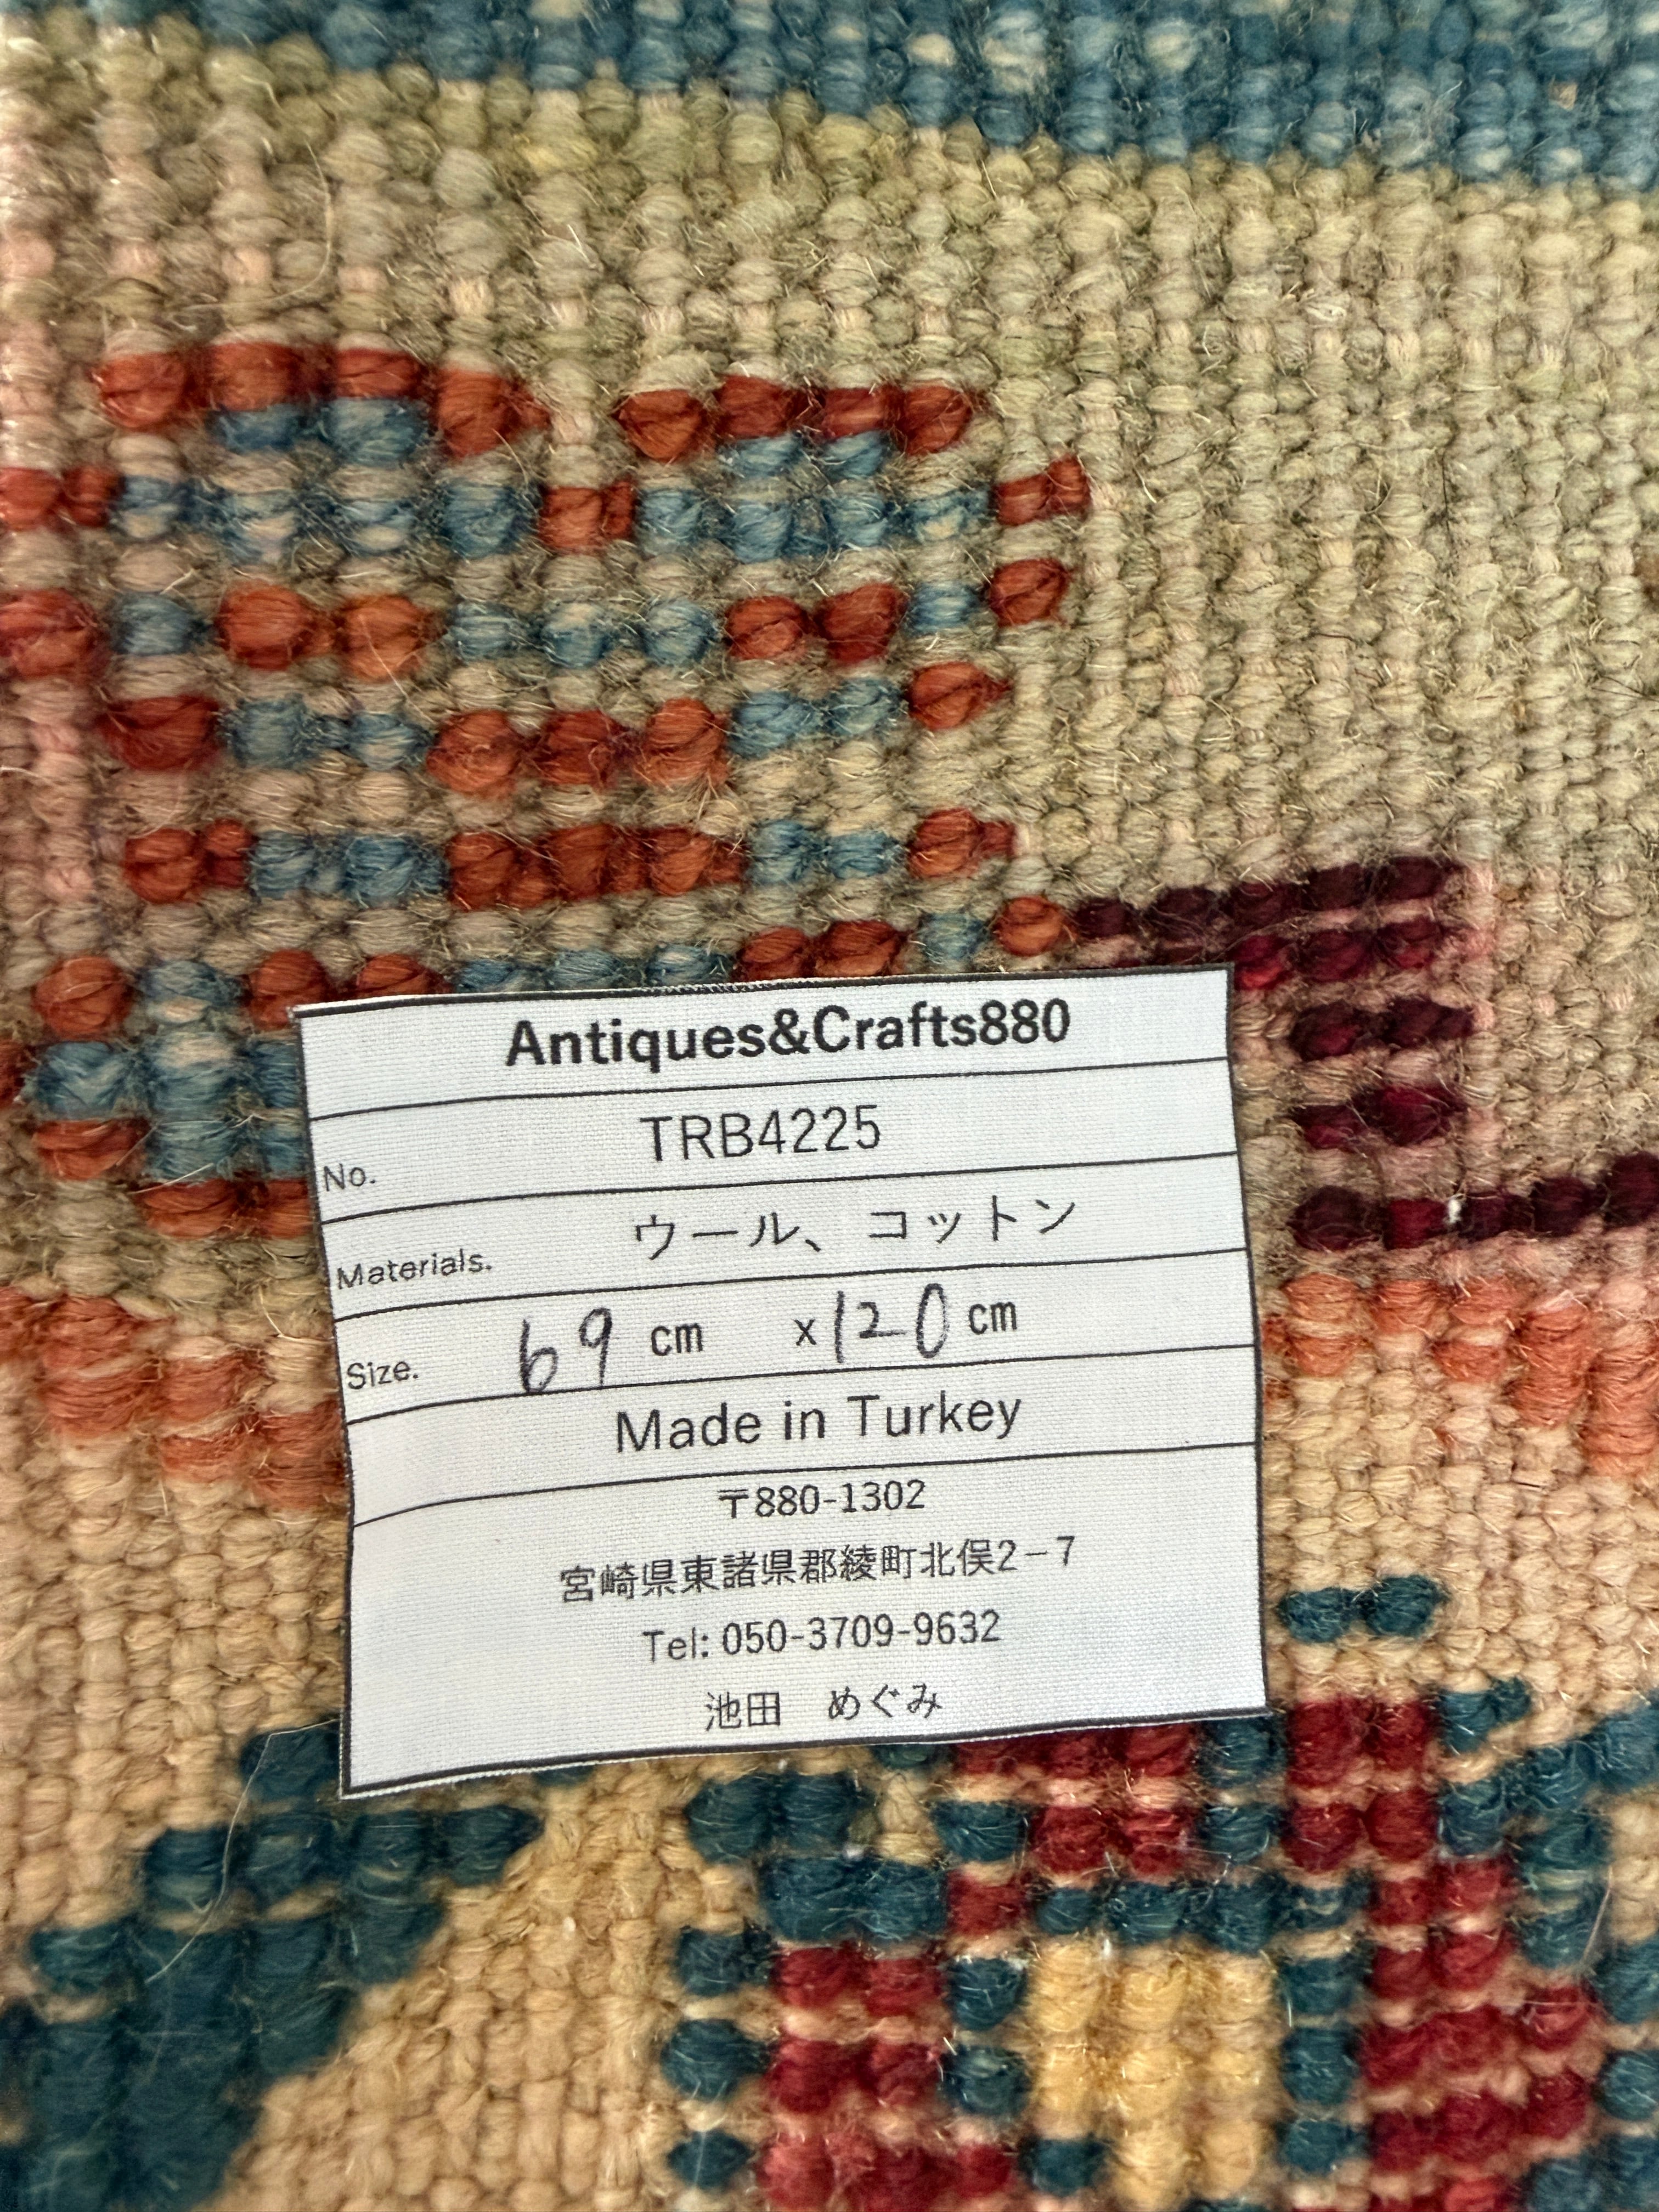 Antiques&Crafts880
No. TRB4225
Materials. ウール、コットン
Size. 69 cm x 120 cm
Made in Turkey
〒880-1302
宮崎県東諸県郡綾町北俣2−7
Tel: 050-3709-9632
池田　めぐみ